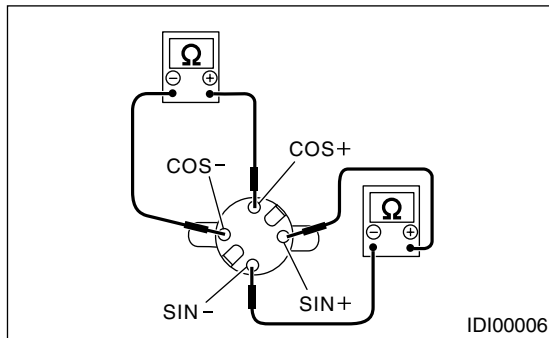 Ω
− +
COS−
COS+
Ω
− +
SIN−
SIN+
IDI00006